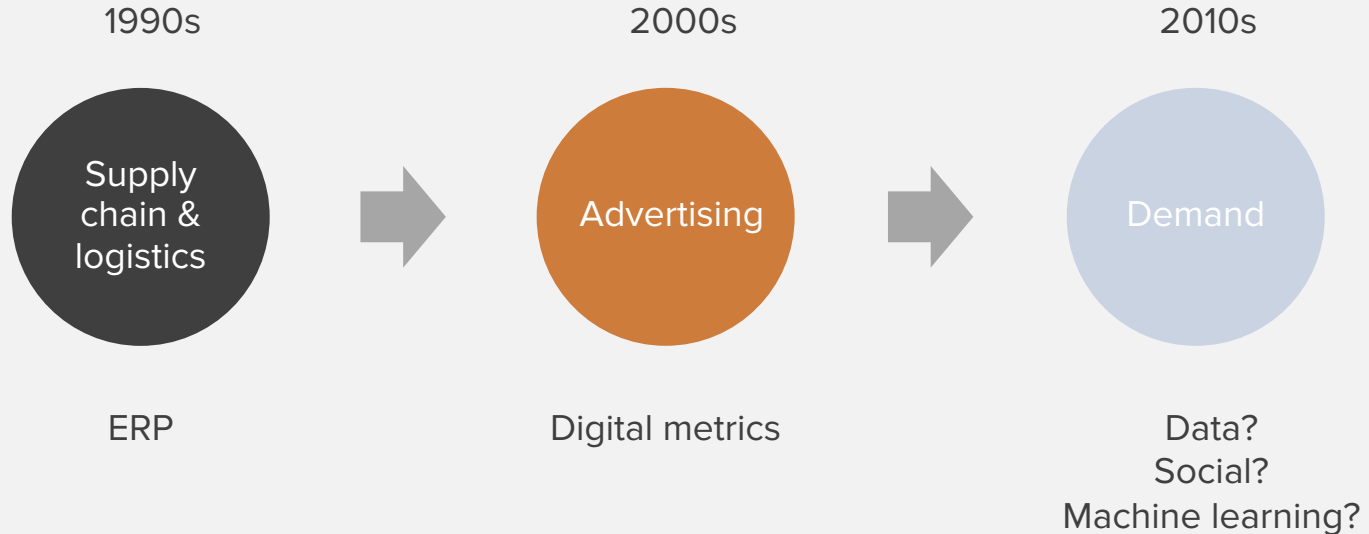 1990s
2000s
2010s
Supply
chain &
logistics
Advertising
Demand
ERP
Digital metrics
Data?
Social?
Machine learning?